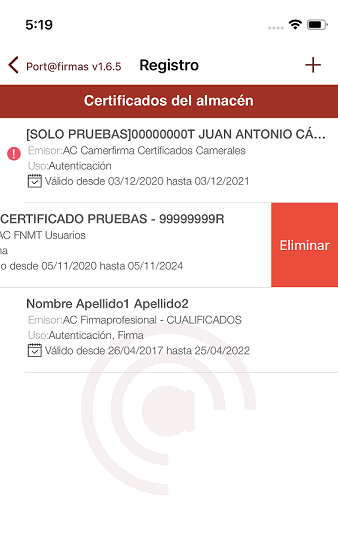 5:19
Port@firmas v1.6.5 Registro +
Certificados del almacén
[SOLO PRUEBAS]00000000T JUAN ANTONIO CÁ...
Emisor:AC Camerfirma Certificados Camerales
Uso:Autenticación
Válido desde 03/12/2020 hasta 03/12/2021
CERTIFICADO PRUEBAS - 99999999R
AC FNMT Usuarios
na
o desde 05/11/2020 hasta 05/11/2024
Eliminar
Nombre Apellido1 Apellido2
Emisor:AC Firmaprofesional - CUALIFICADOS
Uso:Autenticación, Firma
Válido desde 26/04/2017 hasta 25/04/2022